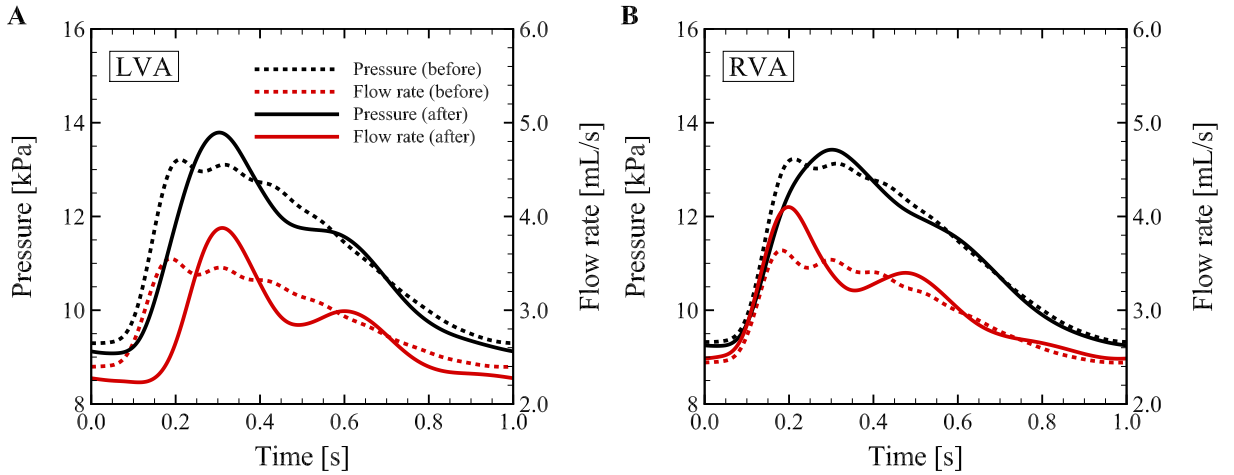 A
B
LVA
RVA
Pressure (before)
Flow rate (before)
Pressure (after)
Flow rate (after)
16
14
12
10
8
Pressure [kPa]
6.0
5.0
4.0
3.0
2.0
Flow rate [mL/s]
0.0 0.2 0.4 0.6 0.8 1.0
Time [s]
16
14
12
10
8
Pressure [kPa]
6.0
5.0
4.0
3.0
2.0
Flow rate [mL/s]
0.0 0.2 0.4 0.6 0.8 1.0
Time [s]